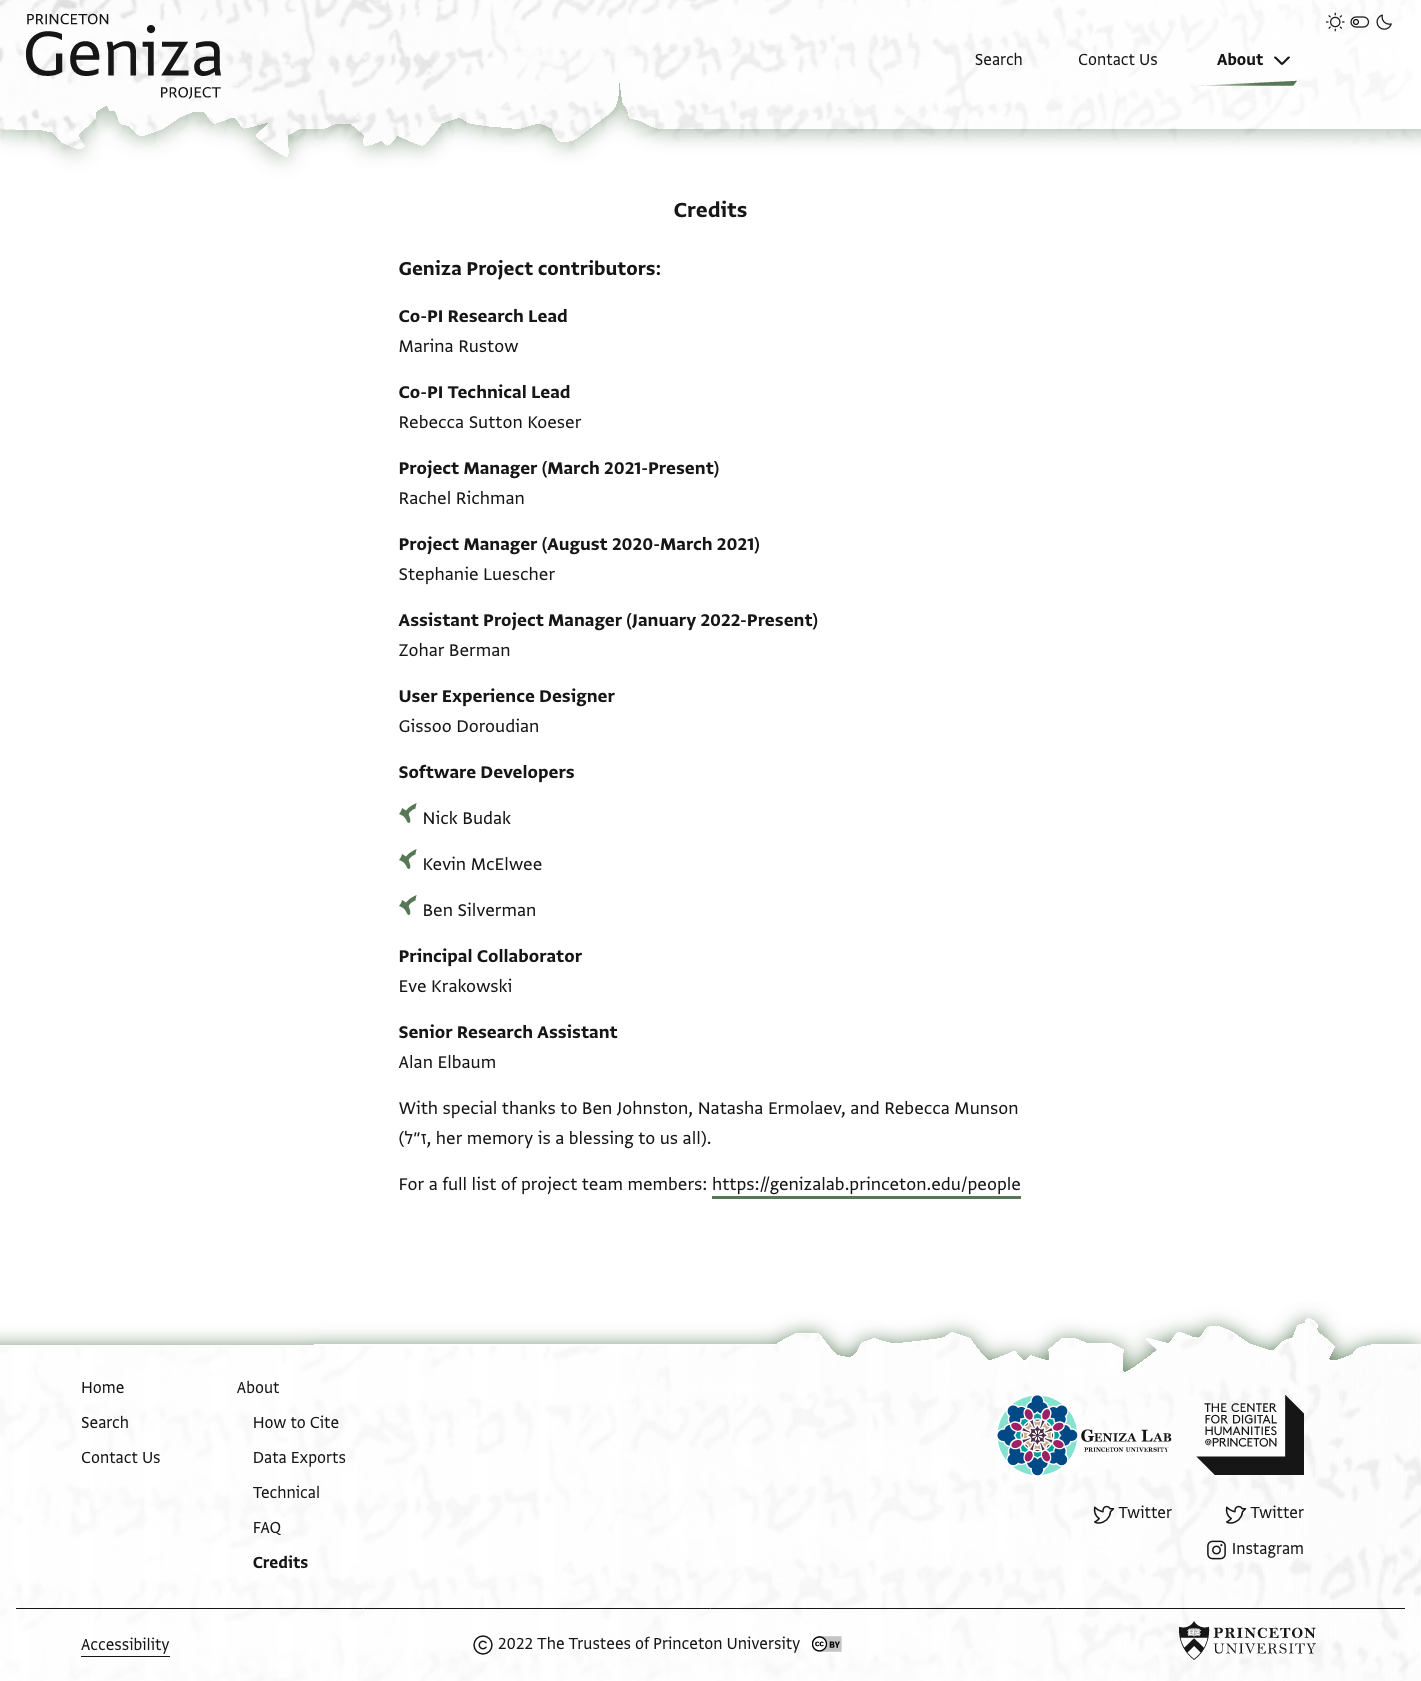 PRINCETON
Geniza
PROJECT
Search
Contact Us
About
Credits
Geniza Project contributors:
Co-PI Research Lead
Marina Rustow
Co-PI Technical Lead
Rebecca Sutton Koeser
Project Manager (March 2021-Present)
Rachel Richman
Project Manager (August 2020-March 2021)
Stephanie Luescher
Assistant Project Manager (January 2022-Present)
Zohar Berman
User Experience Designer
Gissoo Doroudian
Software Developers
Nick Budak
Kevin McElwee
Ben Silverman
Principal Collaborator
Eve Krakowski
Senior Research Assistant
Alan Elbaum
With special thanks to Ben Johnston, Natasha Ermolaev, and Rebecca Munson
(ז"ל, her memory is a blessing to us all).
For a full list of project team members: https://genizalab.princeton.edu/people
Home
Search
Contact Us
About
How to Cite
Data Exports
Technical
FAQ
Credits
GENIZA LAB
PRINCETON UNIVERSITY
THE CENTER
FOR DIGITAL
HUMANITIES
@PRINCETON
Twitter
Twitter
Instagram
Accessibility
© 2022 The Trustees of Princeton University
CC BY
PRINCETON
UNIVERSITY